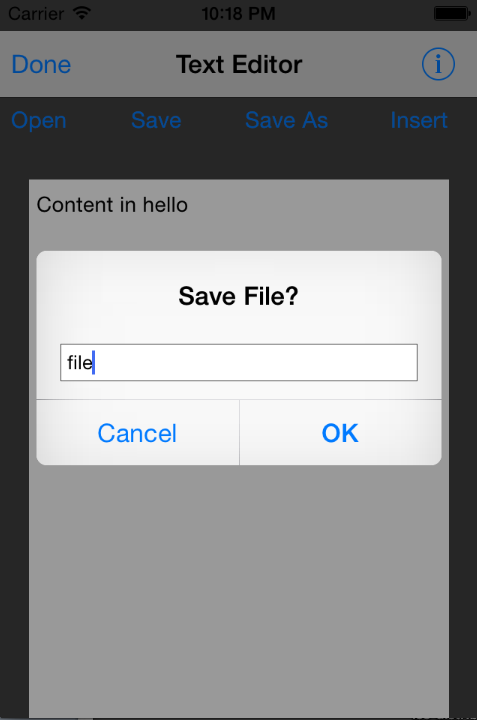 Carrier 10:18 PM
Done Text Editor i
Open Save Save As Insert
Content in hello
Save File?
file
Cancel OK